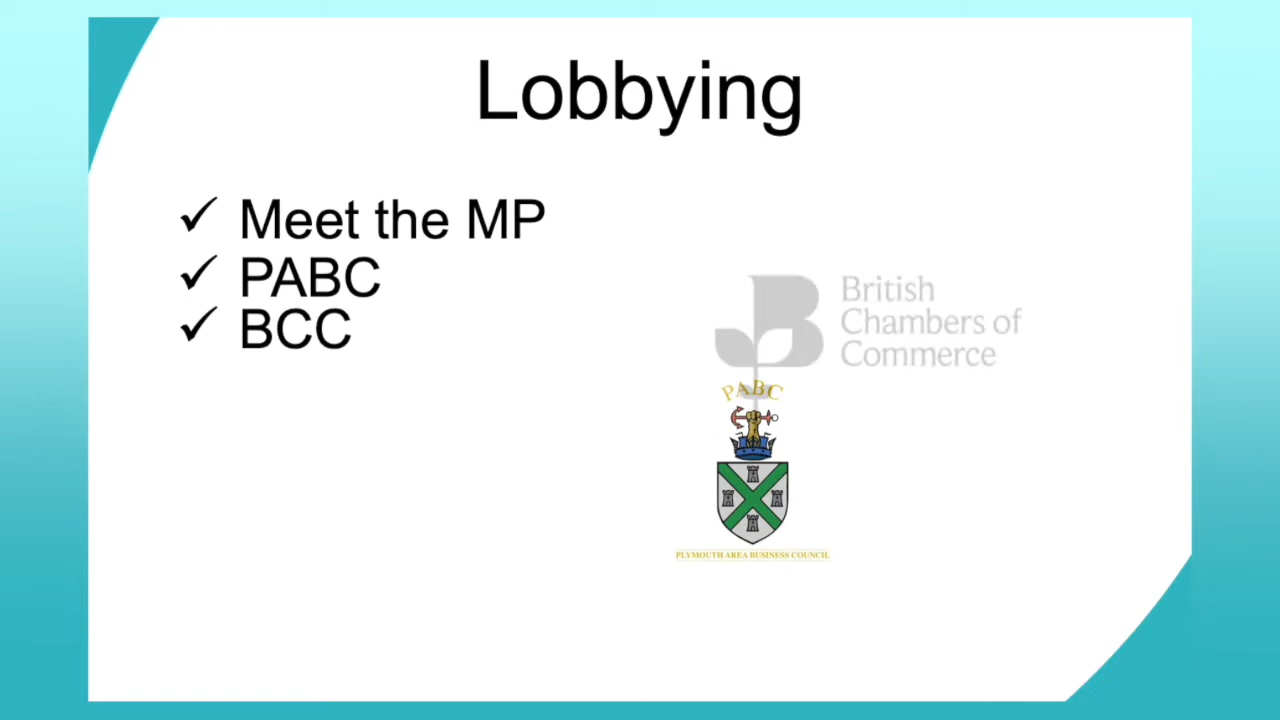 Lobbying
✓ Meet the MP
✓ PABC
✓ BCC
British
Chambers of
Commerce
PABC
PLYMOUTH AREA BUSINESS COUNCIL